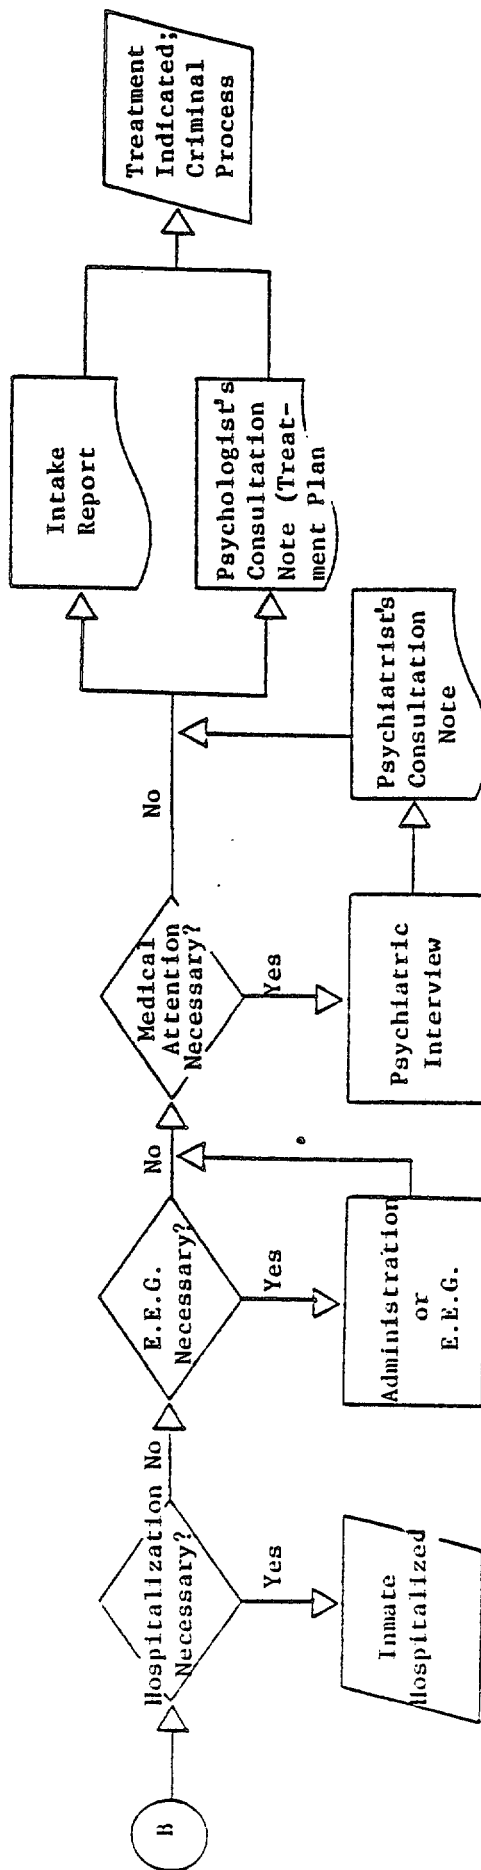 B
Hospitalization
Necessary?
No
Yes
Inmate
Hospitalized
E.E.G.
Necessary?
No
Yes
Administration
or
E.E.G.
Medical
Attention
Necessary?
No
Yes
Psychiatric
Interview
Psychiatrist's
Consultation
Note
Intake
Report
Psychologist's
Consultation
Note (Treat-
ment Plan
Treatment
Indicated;
Criminal
Process